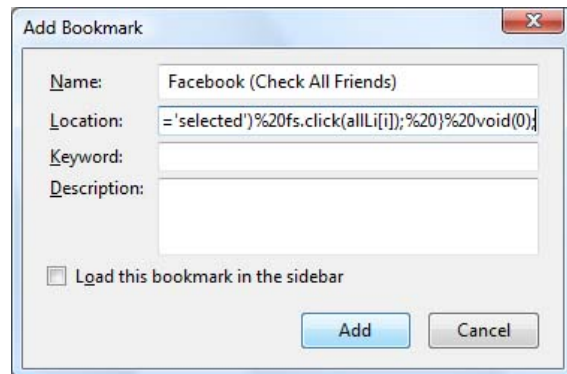 Add Bookmark
Name: Facebook (Check All Friends)
Location: ='selected')%20fs.click(allLi[i]);%20}%20void(0);
Keyword:
Description:
Load this bookmark in the sidebar
Add Cancel